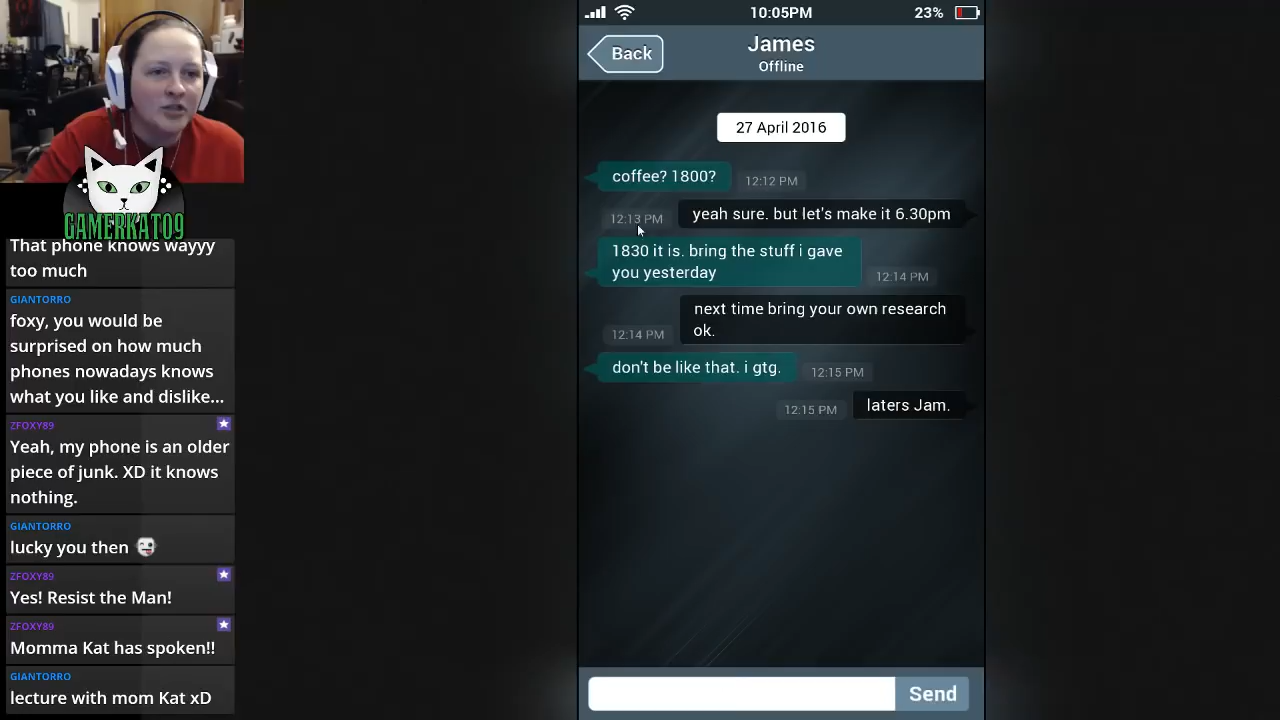 GAMERKAT09
That phone knows wayyy
too much
GIANTORRO
foxy, you would be
surprised on how much
phones nowadays knows
what you like and dislike...
ZFOXY89
Yeah, my phone is an older
piece of junk. XD it knows
nothing.
GIANTORRO
lucky you then
ZFOXY89
Yes! Resist the Man!
ZFOXY89
Momma Kat has spoken!!
GIANTORRO
lecture with mom Kat xD
10:05PM
23%
Back
James
Offline
27 April 2016
coffee? 1800?
12:12 PM
yeah sure. but let's make it 6.30pm
12:13 PM
1830 it is. bring the stuff i gave
you yesterday
12:14 PM
next time bring your own research
ok.
12:14 PM
don't be like that. i gtg.
12:15 PM
laters Jam.
12:15 PM
Send